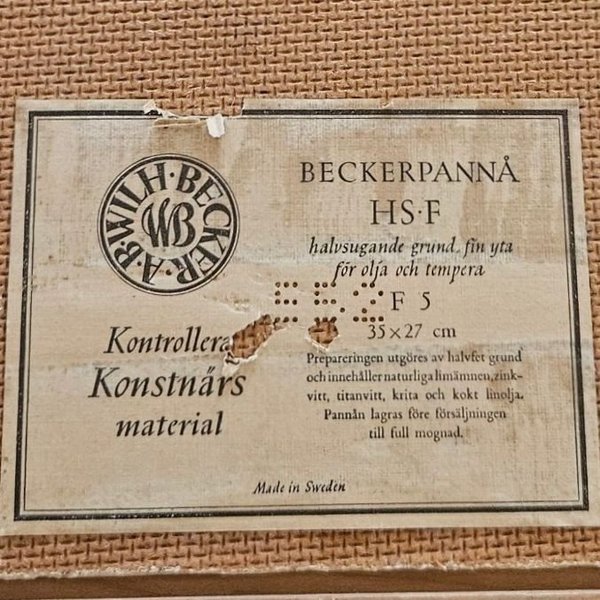 A·B·WILH·BECKER·
WB
BECKERPANNÅ
HS·F
halvsugande grund, fin yta
för olja och tempera
F 5
35×27 cm
Prepareringen utgöres av halvfet grund
och innehåller naturliga limämnen, zink-
vitt, titanvitt, krita och kokt linolja.
Pannån lagras före försäljningen
till full mognad.
Kontrollera
Konstnärs
material
Made in Sweden